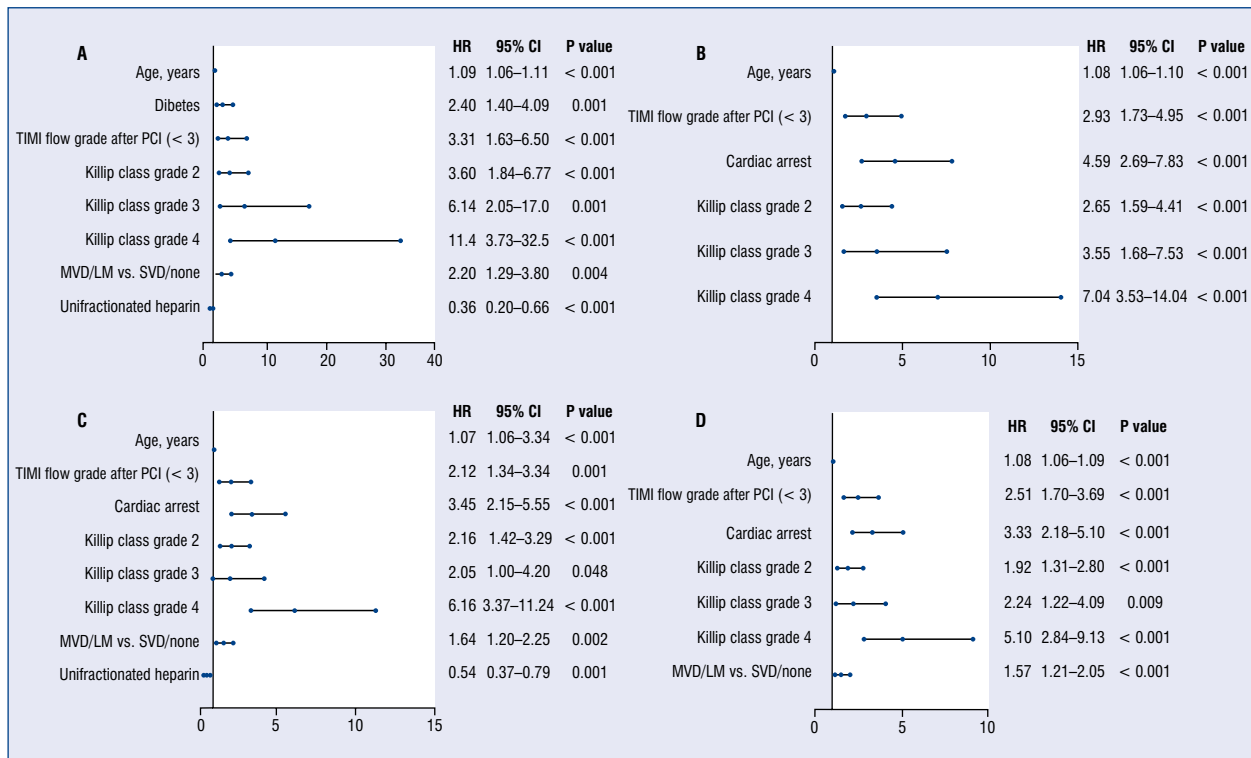 A
HR 95% CI P value
Age, years 1.09 1.06–1.11 < 0.001
Dibetes 2.40 1.40–4.09 0.001
TIMI flow grade after PCI (< 3) 3.31 1.63–6.50 < 0.001
Killip class grade 2 3.60 1.84–6.77 < 0.001
Killip class grade 3 6.14 2.05–17.0 0.001
Killip class grade 4 11.4 3.73–32.5 < 0.001
MVD/LM vs. SVD/none 2.20 1.29–3.80 0.004
Unifractionated heparin 0.36 0.20–0.66 < 0.001
0 10 20 30 40
B
HR 95% CI P value
Age, years 1.08 1.06–1.10 < 0.001
TIMI flow grade after PCI (< 3) 2.93 1.73–4.95 < 0.001
Cardiac arrest 4.59 2.69–7.83 < 0.001
Killip class grade 2 2.65 1.59–4.41 < 0.001
Killip class grade 3 3.55 1.68–7.53 < 0.001
Killip class grade 4 7.04 3.53–14.04 < 0.001
0 5 10 15
C
HR 95% CI P value
Age, years 1.07 1.06–3.34 < 0.001
TIMI flow grade after PCI (< 3) 2.12 1.34–3.34 0.001
Cardiac arrest 3.45 2.15–5.55 < 0.001
Killip class grade 2 2.16 1.42–3.29 < 0.001
Killip class grade 3 2.05 1.00–4.20 0.048
Killip class grade 4 6.16 3.37–11.24 < 0.001
MVD/LM vs. SVD/none 1.64 1.20–2.25 0.002
Unifractionated heparin 0.54 0.37–0.79 0.001
0 5 10 15
D
HR 95% CI P value
Age, years 1.08 1.06–1.09 < 0.001
TIMI flow grade after PCI (< 3) 2.51 1.70–3.69 < 0.001
Cardiac arrest 3.33 2.18–5.10 < 0.001
Killip class grade 2 1.92 1.31–2.80 < 0.001
Killip class grade 3 2.24 1.22–4.09 0.009
Killip class grade 4 5.10 2.84–9.13 < 0.001
MVD/LM vs. SVD/none 1.57 1.21–2.05 < 0.001
0 5 10